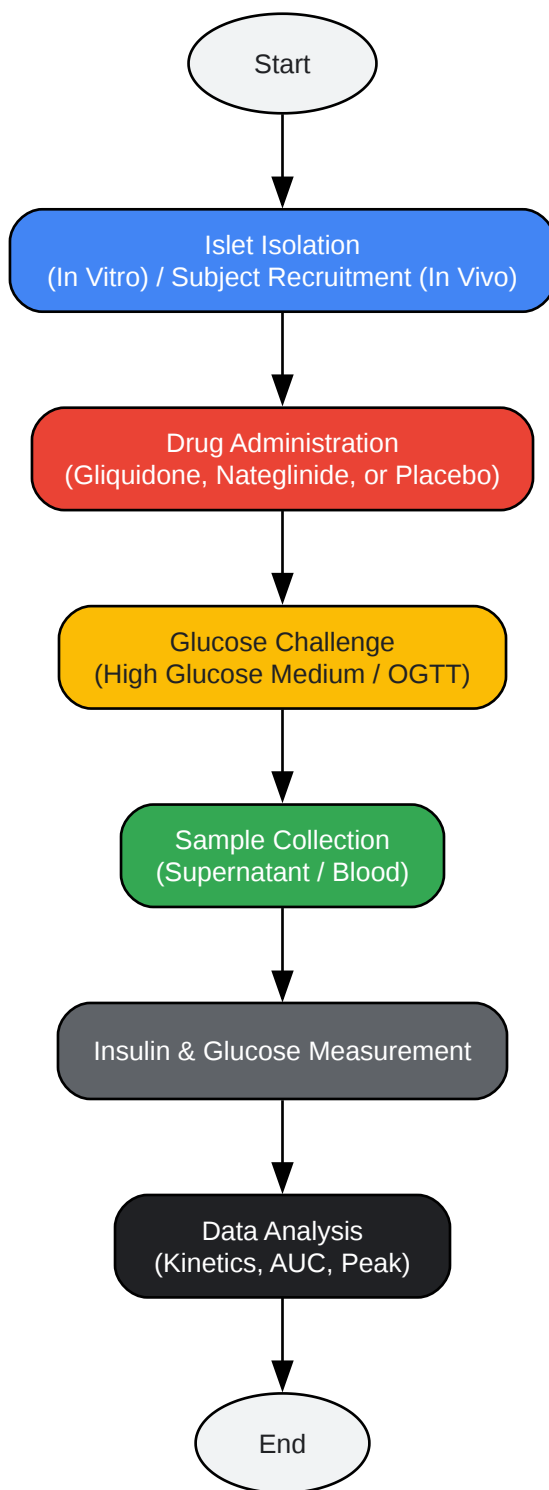 Start
Islet Isolation
(In Vitro) / Subject Recruitment (In Vivo)
Drug Administration
(Gliquidone, Nateglinide, or Placebo)
Glucose Challenge
(High Glucose Medium / OGTT)
Sample Collection
(Supernatant / Blood)
Insulin & Glucose Measurement
Data Analysis
(Kinetics, AUC, Peak)
End